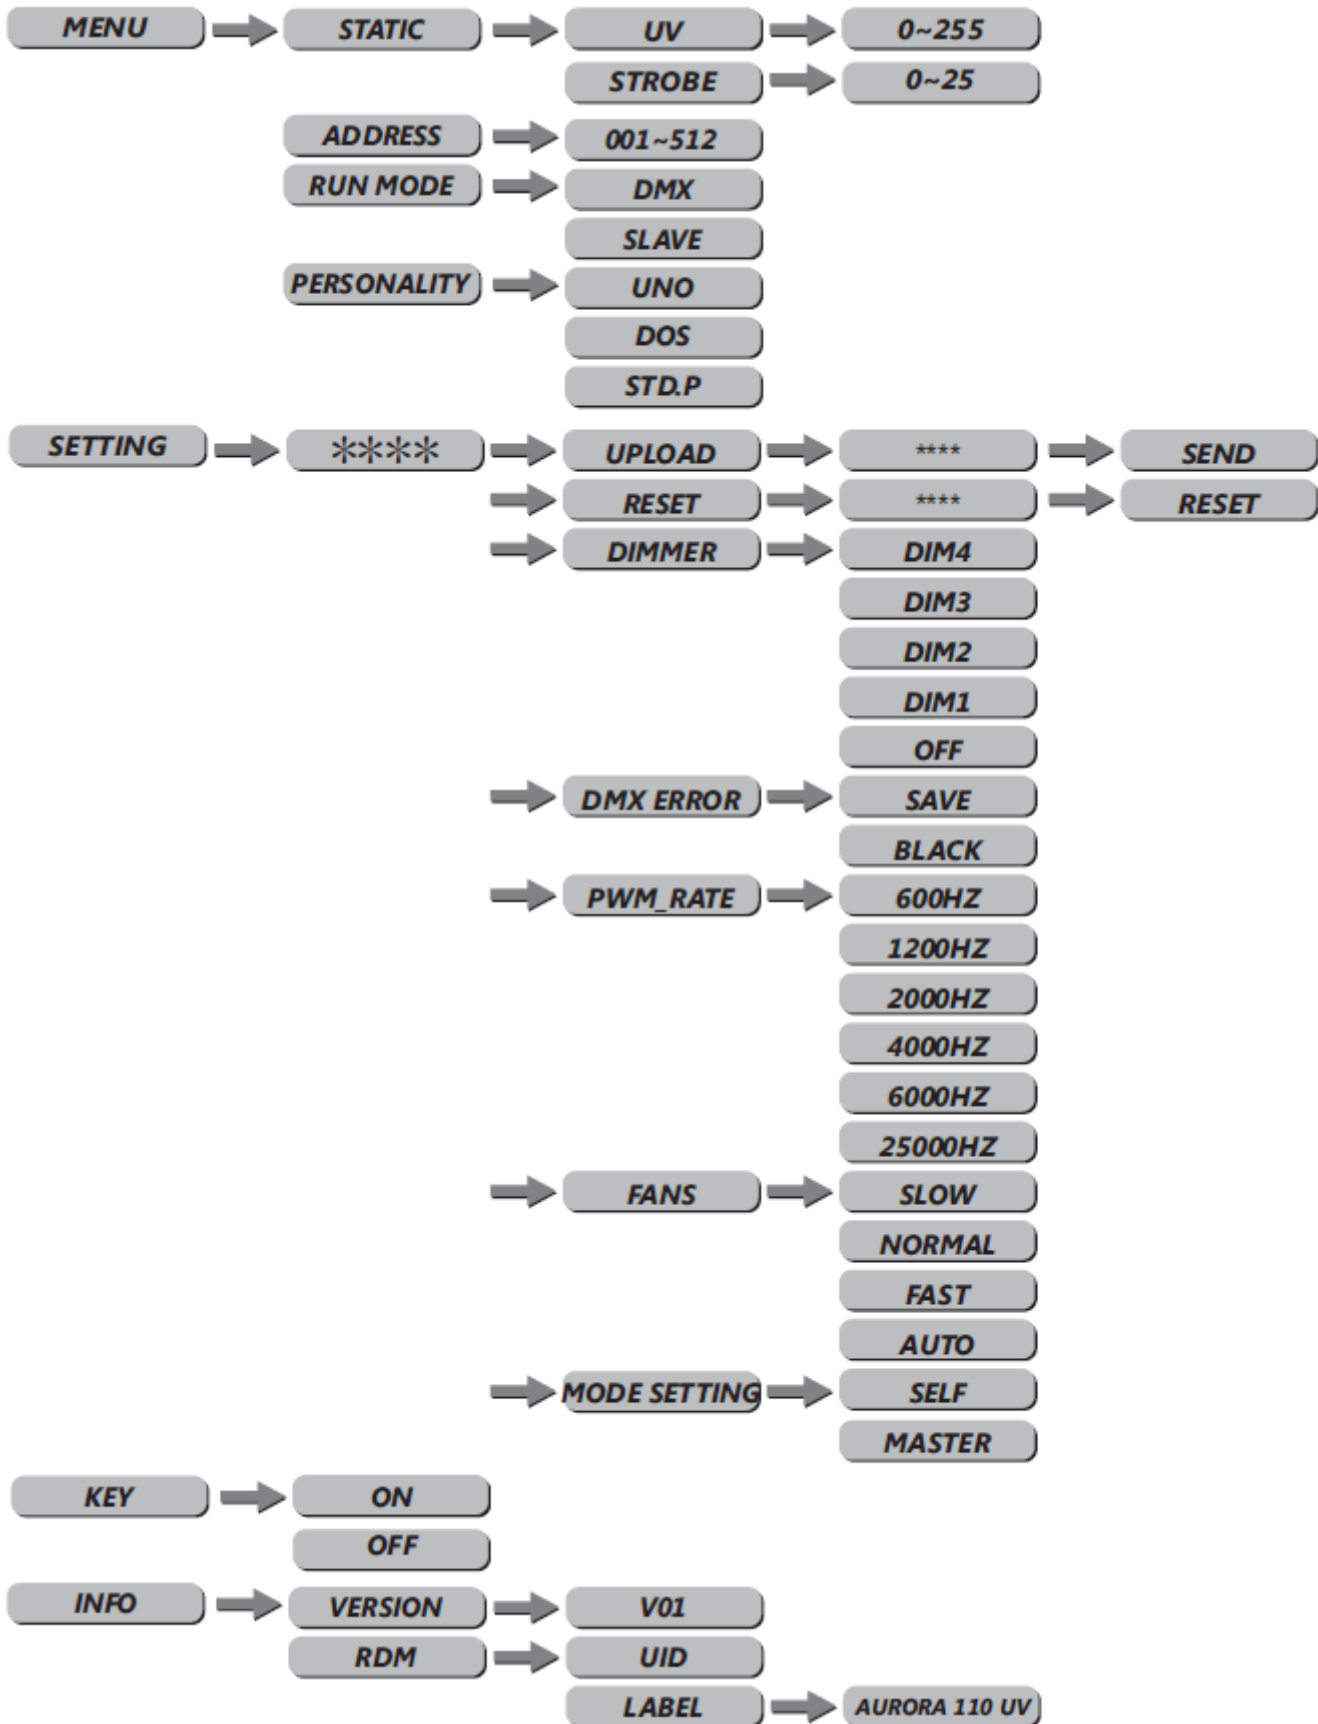 MENU STATIC UV 0~255
STROBE 0~25
ADDRESS 001~512
RUN MODE DMX
SLAVE
PERSONALITY UNO
DOS
STD.P
SETTING **** UPLOAD **** SEND
RESET **** RESET
DIMMER DIM4
DIM3
DIM2
DIM1
OFF
DMX ERROR SAVE
BLACK
PWM_RATE 600HZ
1200HZ
2000HZ
4000HZ
6000HZ
25000HZ
FANS SLOW
NORMAL
FAST
AUTO
MODE SETTING SELF
MASTER
KEY ON
OFF
INFO VERSION V01
RDM UID
LABEL AURORA 110 UV